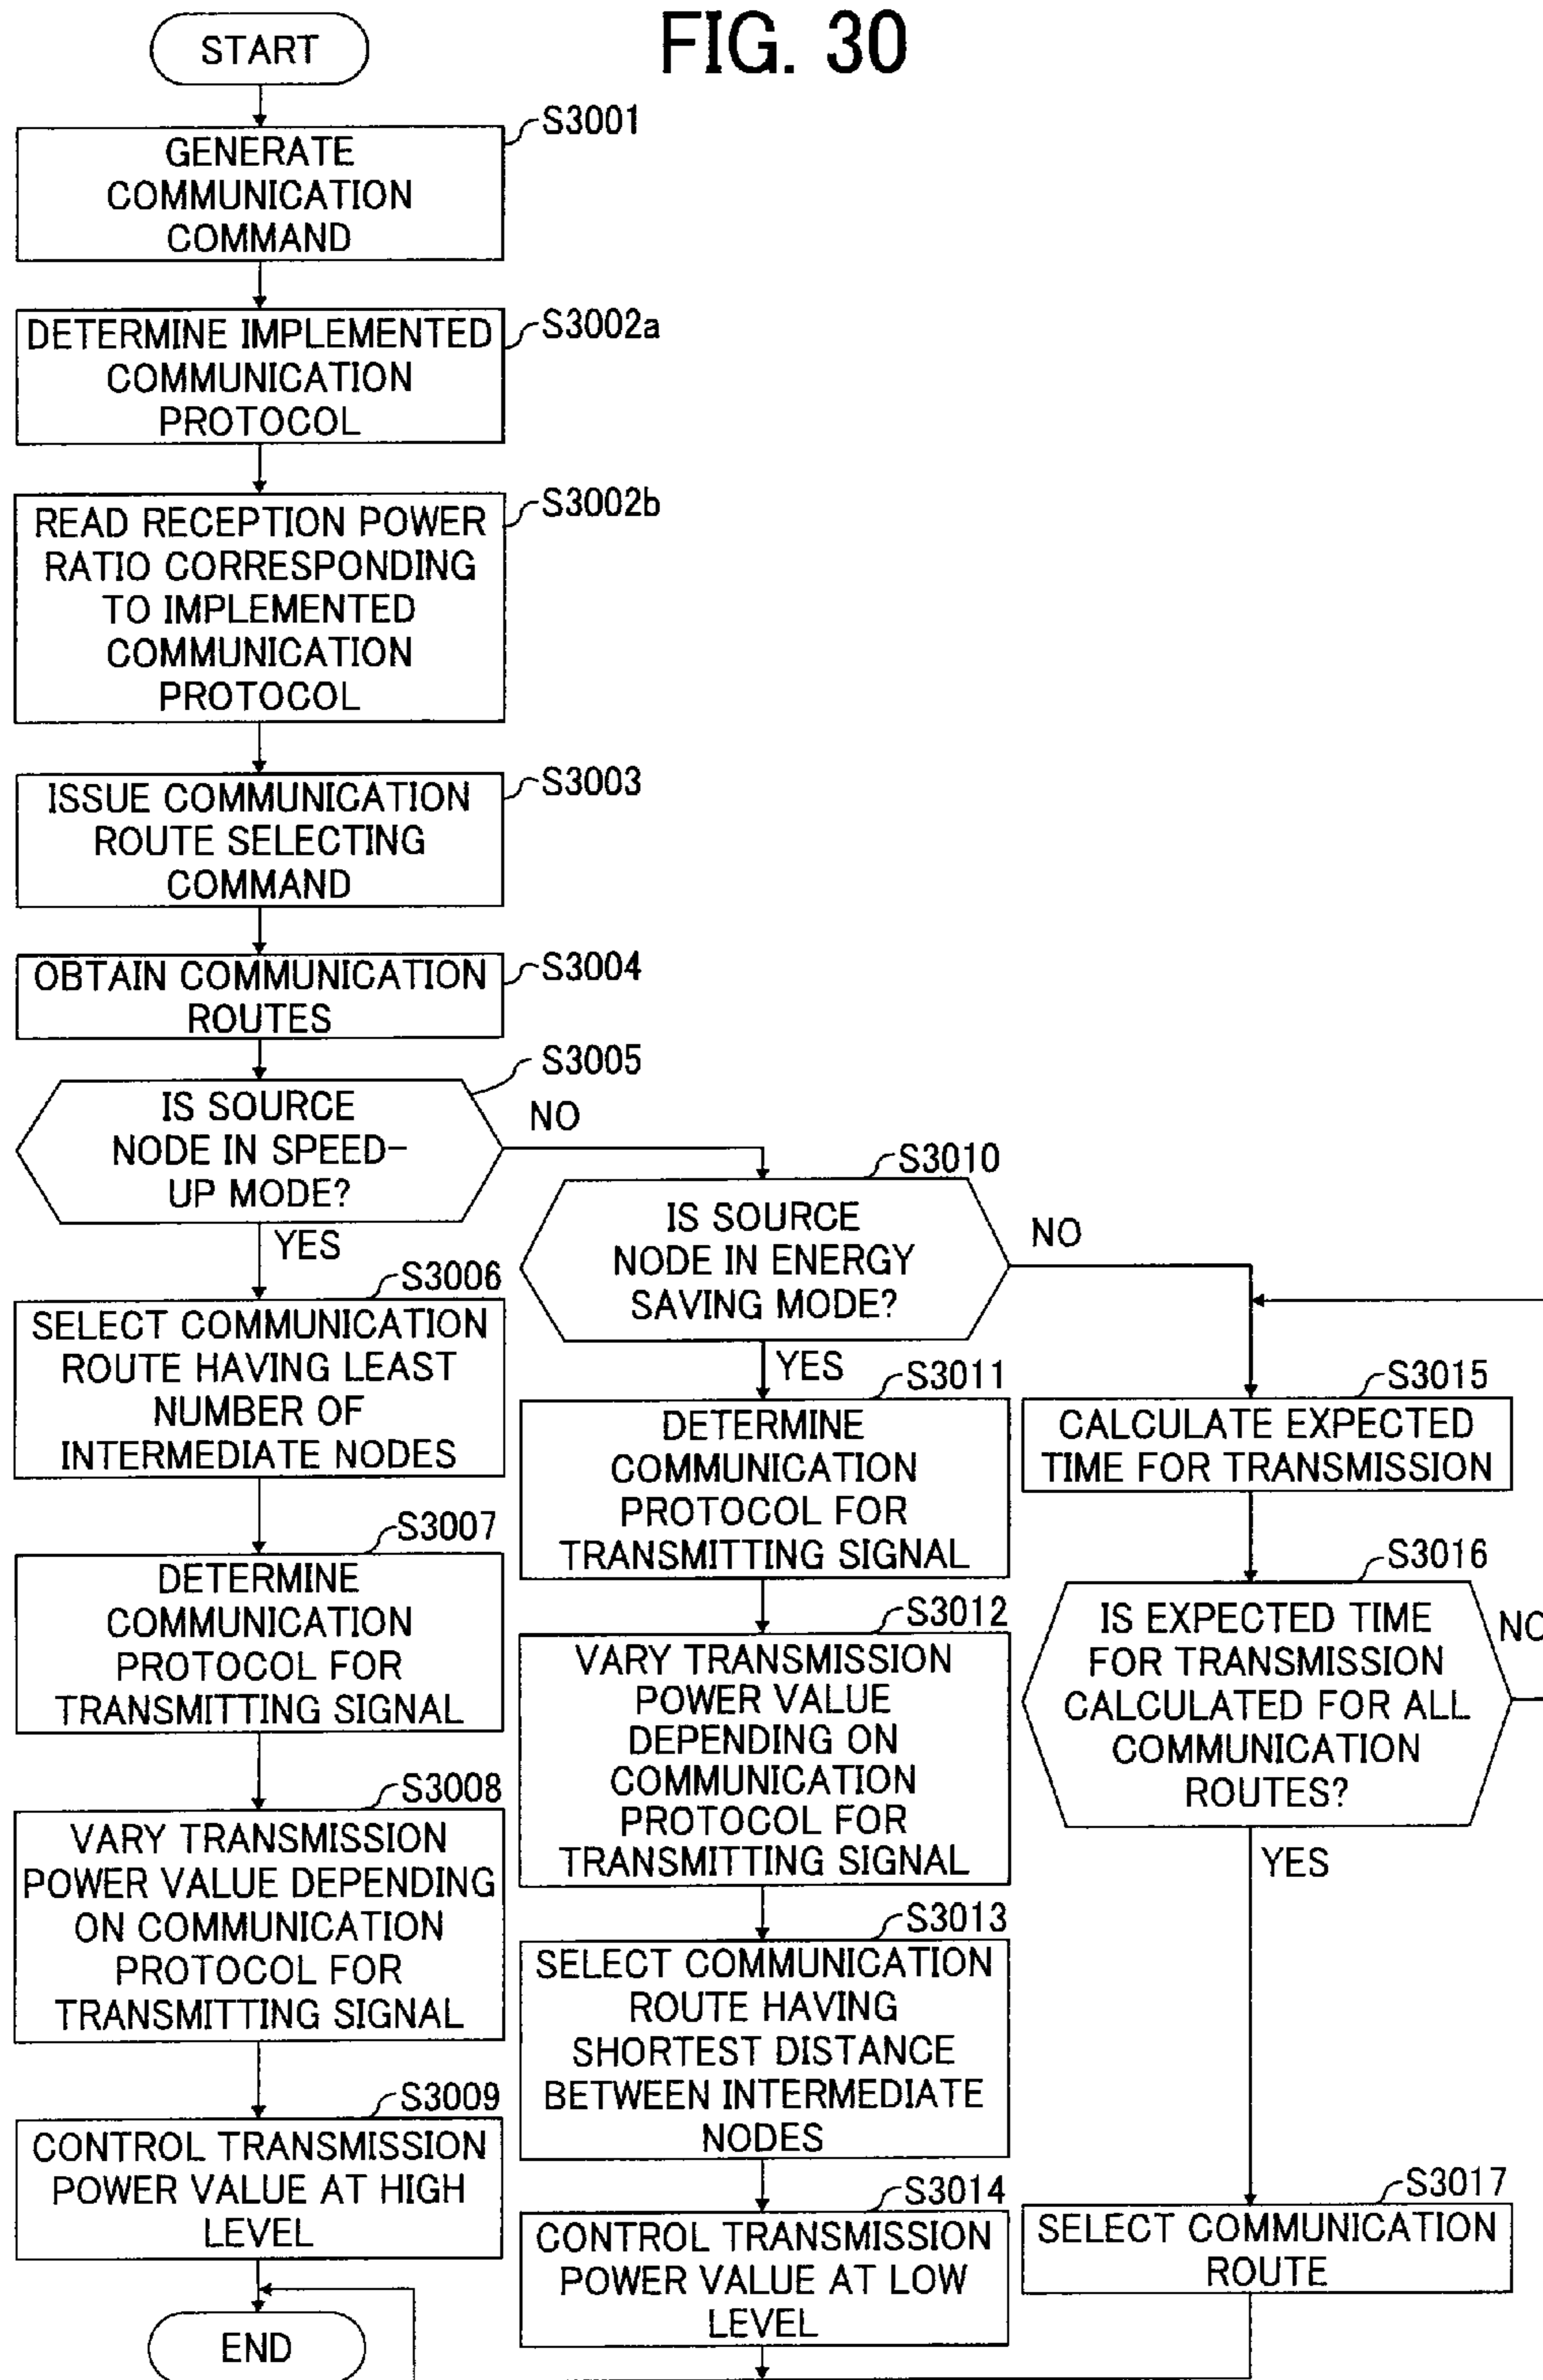 FIG. 30
START
S3001
GENERATE
COMMUNICATION
COMMAND
S3002a
DETERMINE IMPLEMENTED
COMMUNICATION
PROTOCOL
S3002b
READ RECEPTION POWER
RATIO CORRESPONDING
TO IMPLEMENTED
COMMUNICATION
PROTOCOL
S3003
ISSUE COMMUNICATION
ROUTE SELECTING
COMMAND
S3004
OBTAIN COMMUNICATION
ROUTES
S3005
IS SOURCE
NODE IN SPEED-
UP MODE?
NO
YES
S3006
SELECT COMMUNICATION
ROUTE HAVING LEAST
NUMBER OF
INTERMEDIATE NODES
S3007
DETERMINE
COMMUNICATION
PROTOCOL FOR
TRANSMITTING SIGNAL
S3008
VARY TRANSMISSION
POWER VALUE DEPENDING
ON COMMUNICATION
PROTOCOL FOR
TRANSMITTING SIGNAL
S3009
CONTROL TRANSMISSION
POWER VALUE AT HIGH
LEVEL
END
S3010
IS SOURCE
NODE IN ENERGY
SAVING MODE?
NO
YES
S3011
DETERMINE
COMMUNICATION
PROTOCOL FOR
TRANSMITTING SIGNAL
S3012
VARY TRANSMISSION
POWER VALUE
DEPENDING ON
COMMUNICATION
PROTOCOL FOR
TRANSMITTING SIGNAL
S3013
SELECT COMMUNICATION
ROUTE HAVING
SHORTEST DISTANCE
BETWEEN INTERMEDIATE
NODES
S3014
CONTROL TRANSMISSION
POWER VALUE AT LOW
LEVEL
S3015
CALCULATE EXPECTED
TIME FOR TRANSMISSION
S3016
IS EXPECTED TIME
FOR TRANSMISSION
CALCULATED FOR ALL
COMMUNICATION
ROUTES?
NO
YES
S3017
SELECT COMMUNICATION
ROUTE